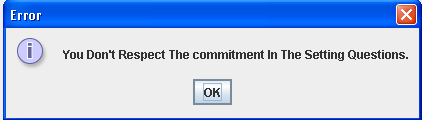 Error
You Don't Respect The commitment In The Setting Questions.
OK